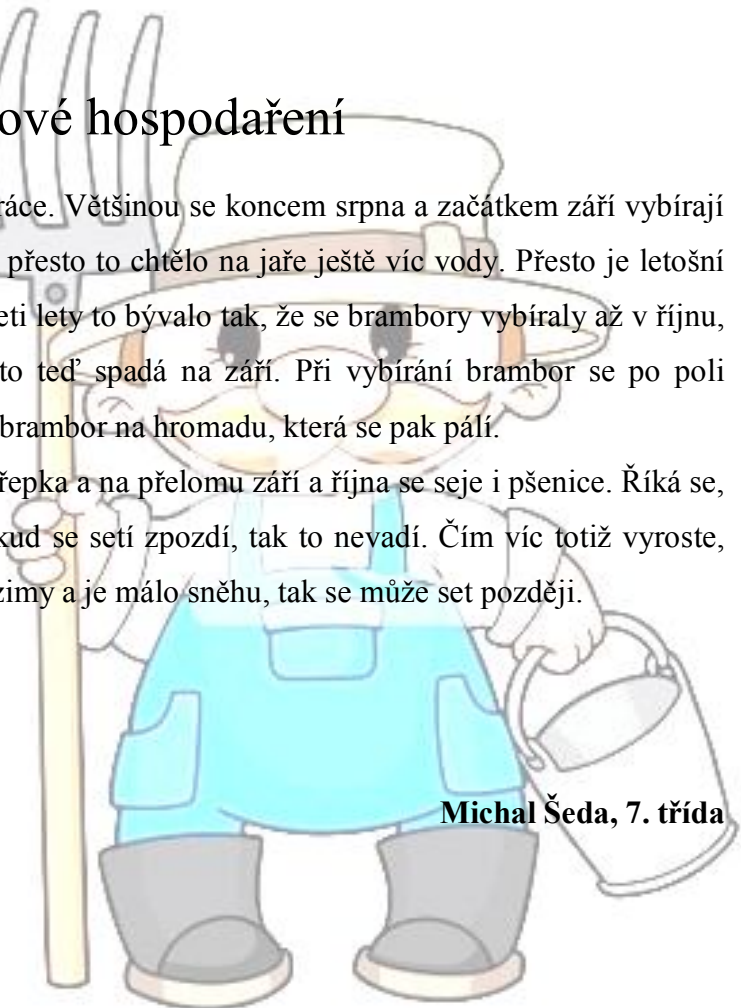 ové hospodaření
ráce. Většinou se koncem srpna a začátkem září vybírají
přesto to chtělo na jaře ještě víc vody. Přesto je letošní
eti lety to bývalo tak, že se brambory vybíraly až v říjnu,
to teď spadá na září. Při vybírání brambor se po poli
brambor na hromadu, která se pak pálí.
řepka a na přelomu září a října se seje i pšenice. Říká se,
kud se setí zpozdí, tak to nevadí. Čím víc totiž vyroste,
zimy a je málo sněhu, tak se může set později.
Michal Šeda, 7. třída